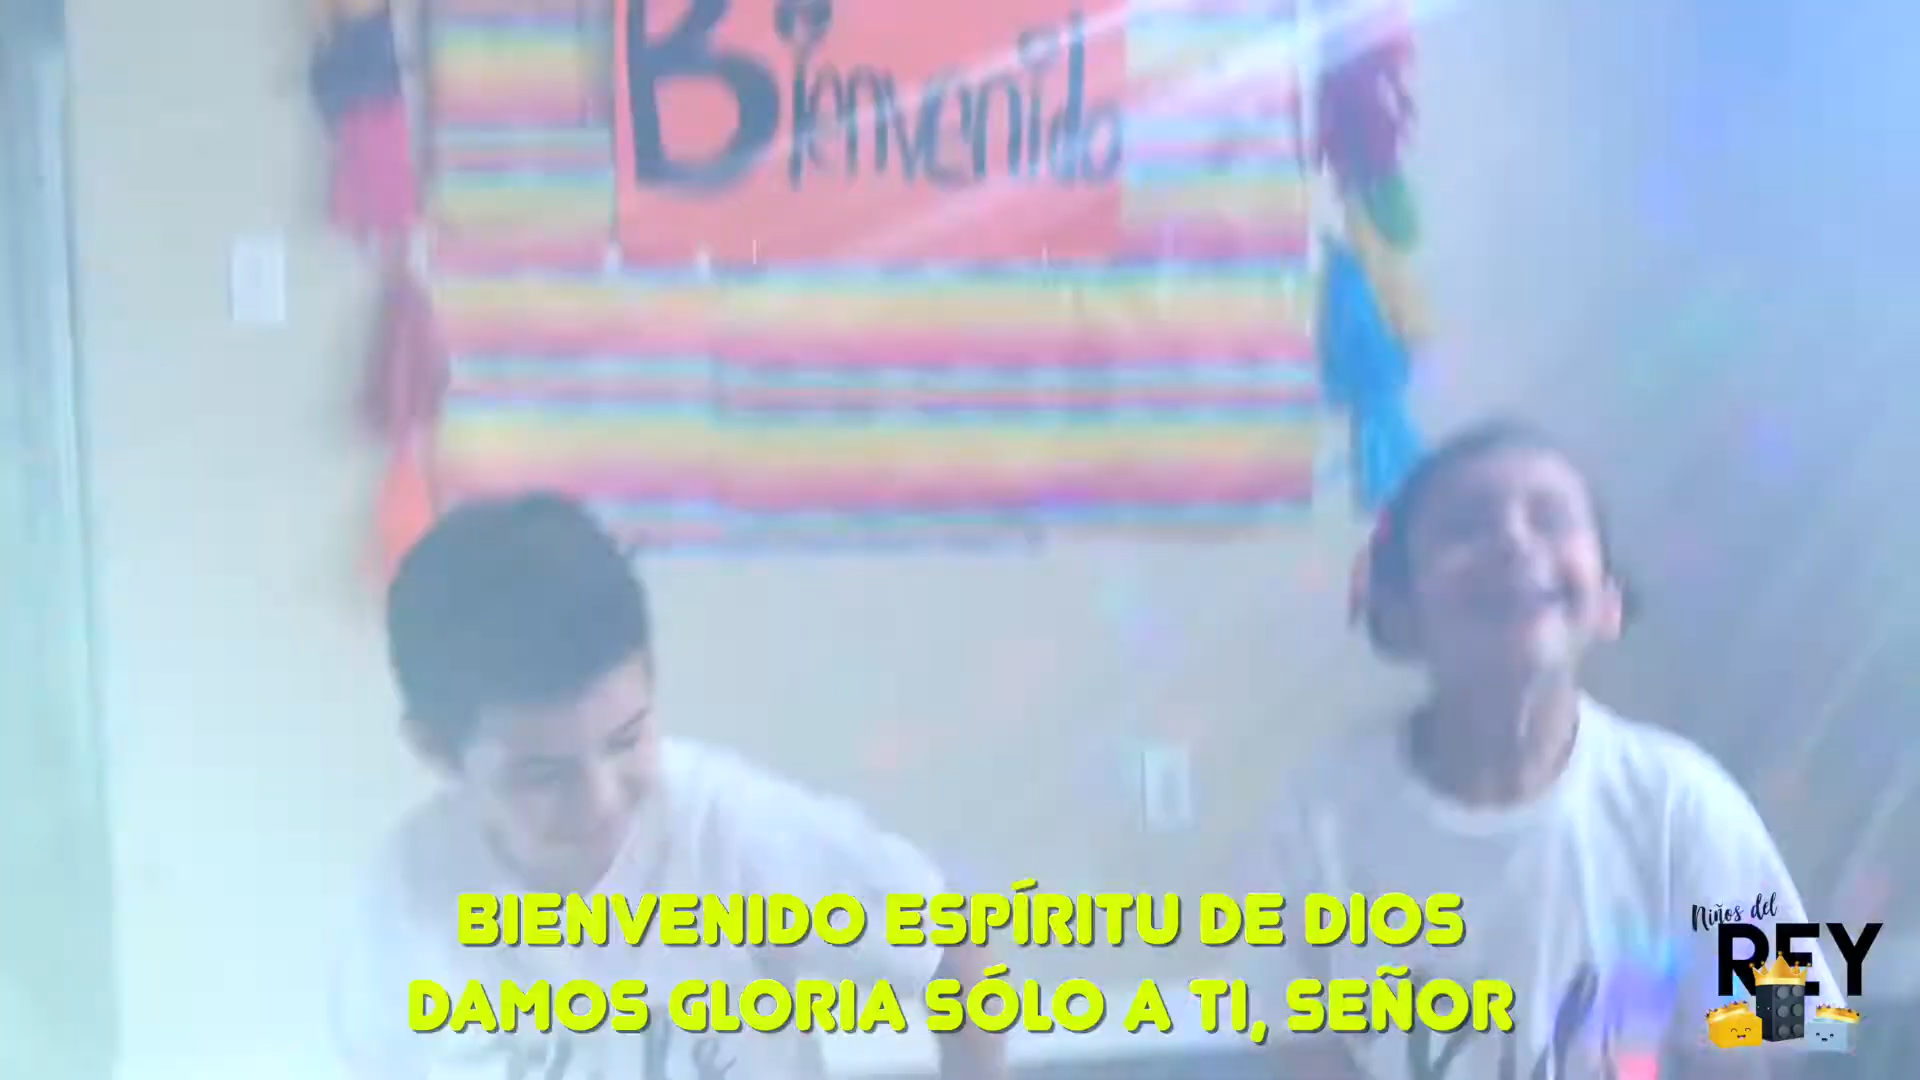 Bienvenido
BIENVENIDO ESPÍRITU DE DIOS
DAMOS GLORIA SÓLO A TI, SEÑOR
Niños del
REY